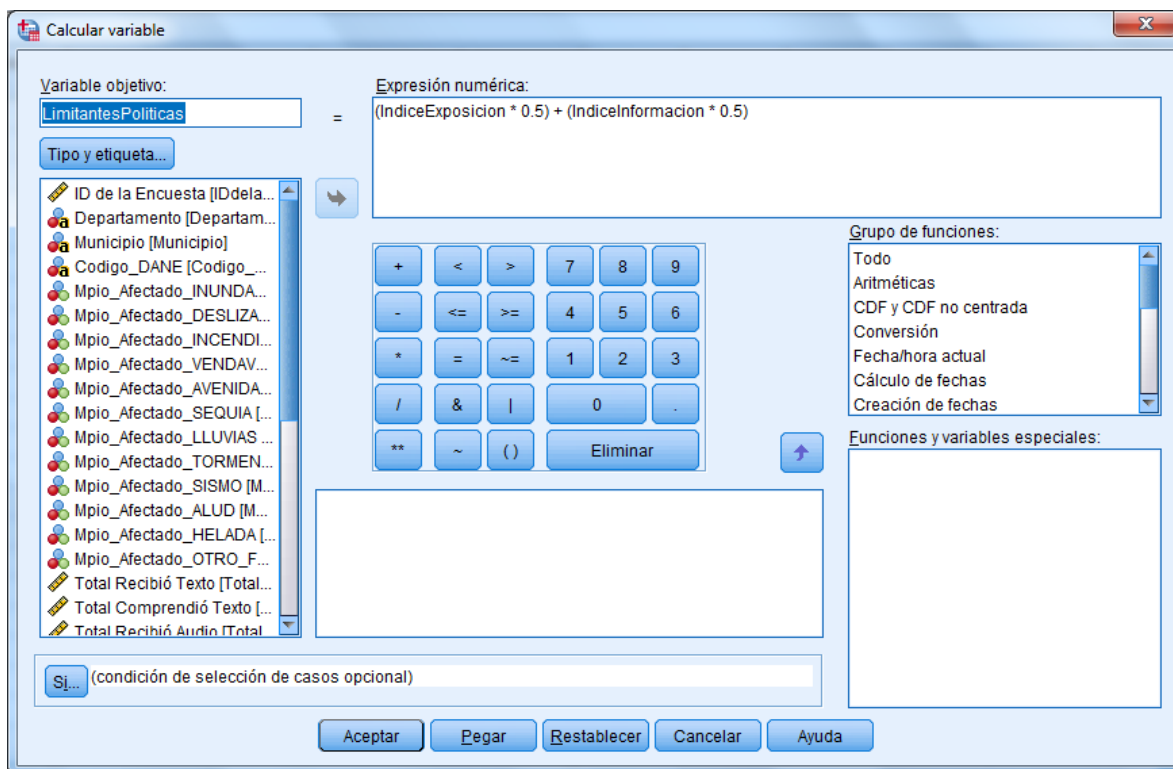 Calcular variable
Variable objetivo:
LimitantesPoliticas
=
Expresión numérica:
(IndiceExposicion * 0.5) + (IndiceInformacion * 0.5)
Tipo y etiqueta...
ID de la Encuesta [IDdela...
Departamento [Departam...
Municipio [Municipio]
Codigo_DANE [Codigo_...
Mpio_Afectado_INUNDA...
Mpio_Afectado_DESLIZA...
Mpio_Afectado_INCENDI...
Mpio_Afectado_VENDAV...
Mpio_Afectado_AVENIDA...
Mpio_Afectado_SEQUIA [...
Mpio_Afectado_LLUVIAS ...
Mpio_Afectado_TORMEN...
Mpio_Afectado_SISMO [M...
Mpio_Afectado_ALUD [M...
Mpio_Afectado_HELADA [...
Mpio_Afectado_OTRO_F...
Total Recibió Texto [Total...
Total Comprendió Texto [...
Total Recibió Audio [Total
+ < > 7 8 9
- <= >= 4 5 6
* = ~= 1 2 3
/ & | 0 .
** ~ ( ) Eliminar
Grupo de funciones:
Todo
Aritméticas
CDF y CDF no centrada
Conversión
Fecha/hora actual
Cálculo de fechas
Creación de fechas
Funciones y variables especiales:
Si... (condición de selección de casos opcional)
Aceptar Pegar Restablecer Cancelar Ayuda